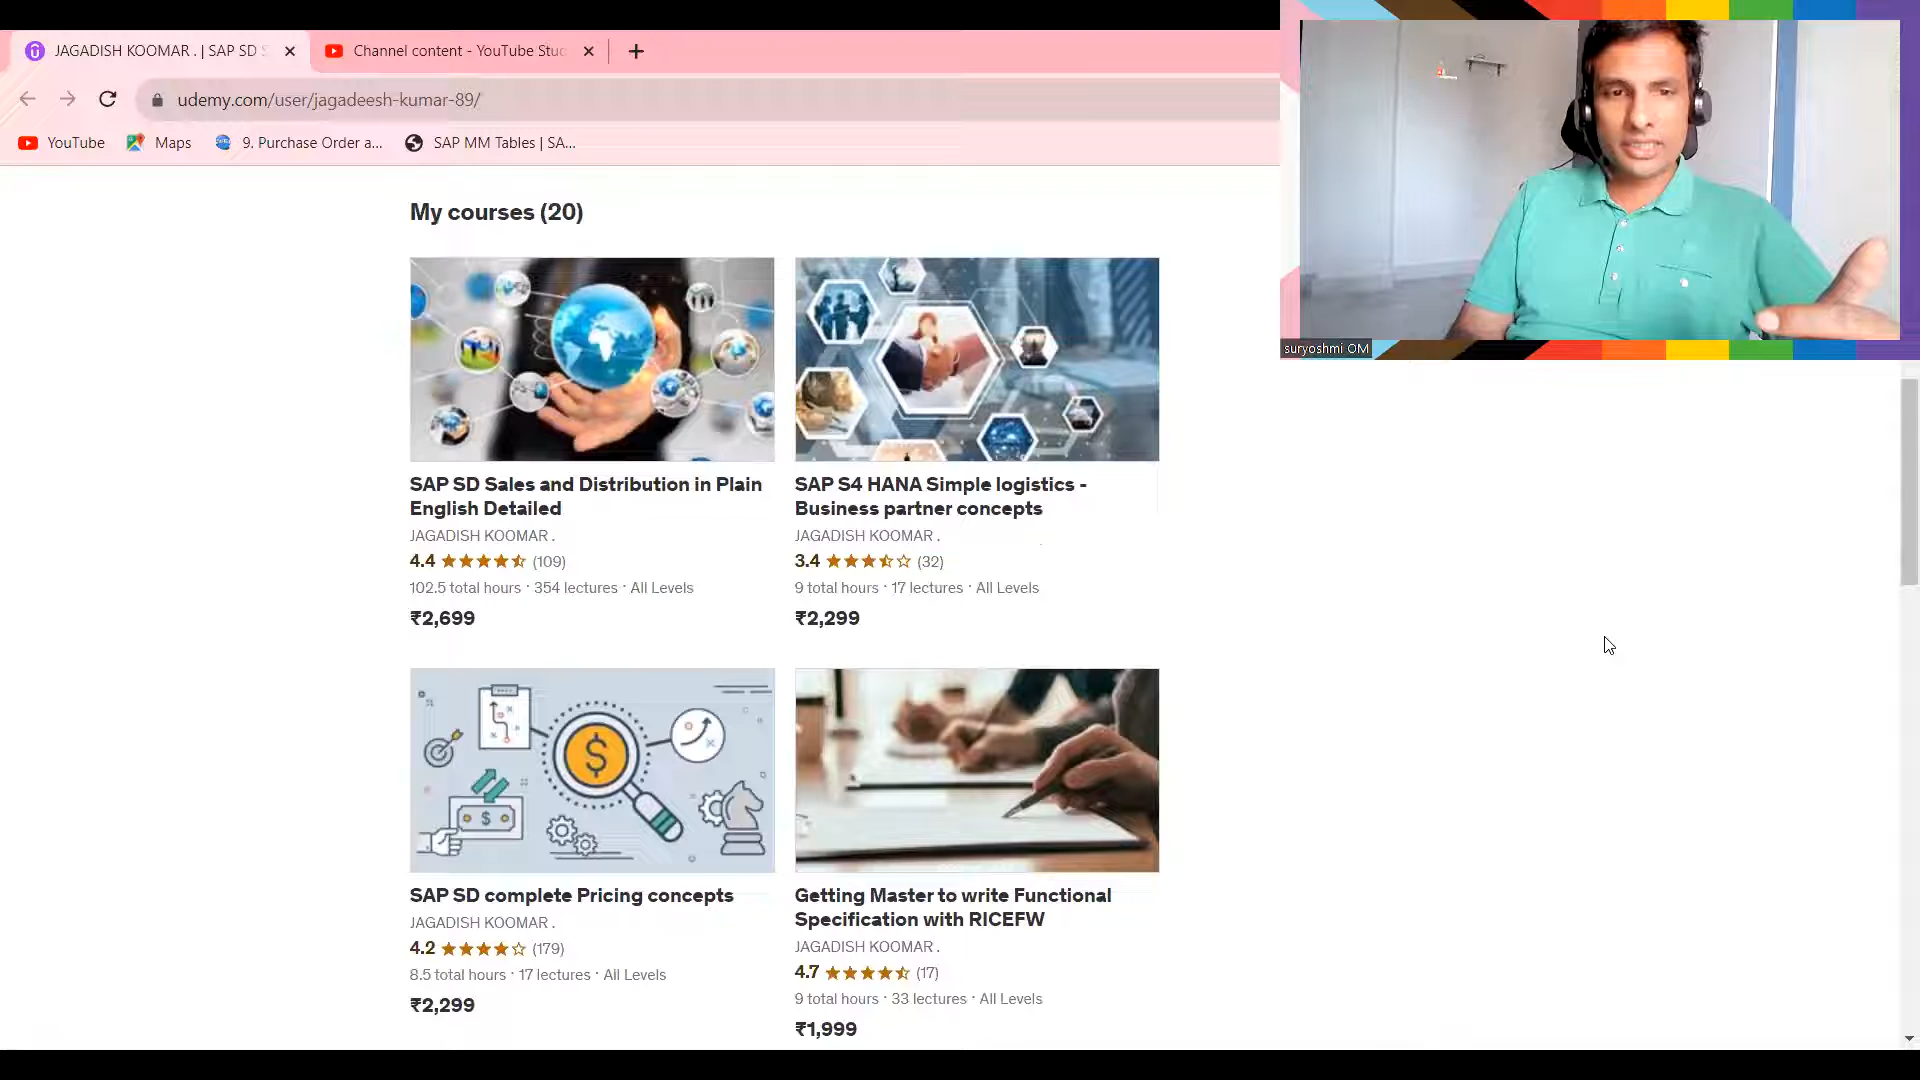 JAGADISH KOOMAR . | SAP SD S
Channel content - YouTube Stud
udemy.com/user/jagadeesh-kumar-89/
YouTube
Maps
9. Purchase Order a...
SAP MM Tables | SA...
suryoshmi OM
My courses (20)
SAP SD Sales and Distribution in Plain
English Detailed
JAGADISH KOOMAR .
4.4 (109)
102.5 total hours · 354 lectures · All Levels
₹2,699
SAP S4 HANA Simple logistics -
Business partner concepts
JAGADISH KOOMAR .
3.4 (32)
9 total hours · 17 lectures · All Levels
₹2,299
SAP SD complete Pricing concepts
JAGADISH KOOMAR .
4.2 (179)
8.5 total hours · 17 lectures · All Levels
₹2,299
Getting Master to write Functional
Specification with RICEFW
JAGADISH KOOMAR .
4.7 (17)
9 total hours · 33 lectures · All Levels
₹1,999